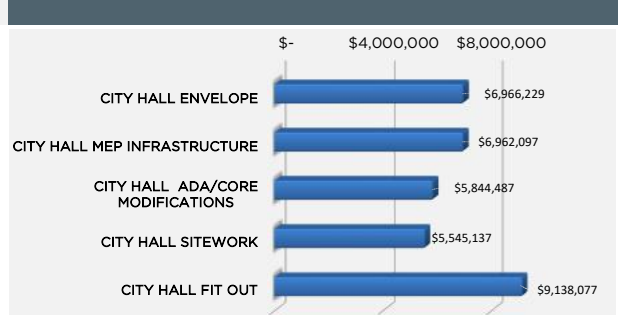 $- $4,000,000 $8,000,000
CITY HALL ENVELOPE $6,966,229
CITY HALL MEP INFRASTRUCTURE $6,962,097
CITY HALL ADA/CORE
MODIFICATIONS $5,844,487
CITY HALL SITEWORK $5,545,137
CITY HALL FIT OUT $9,138,077